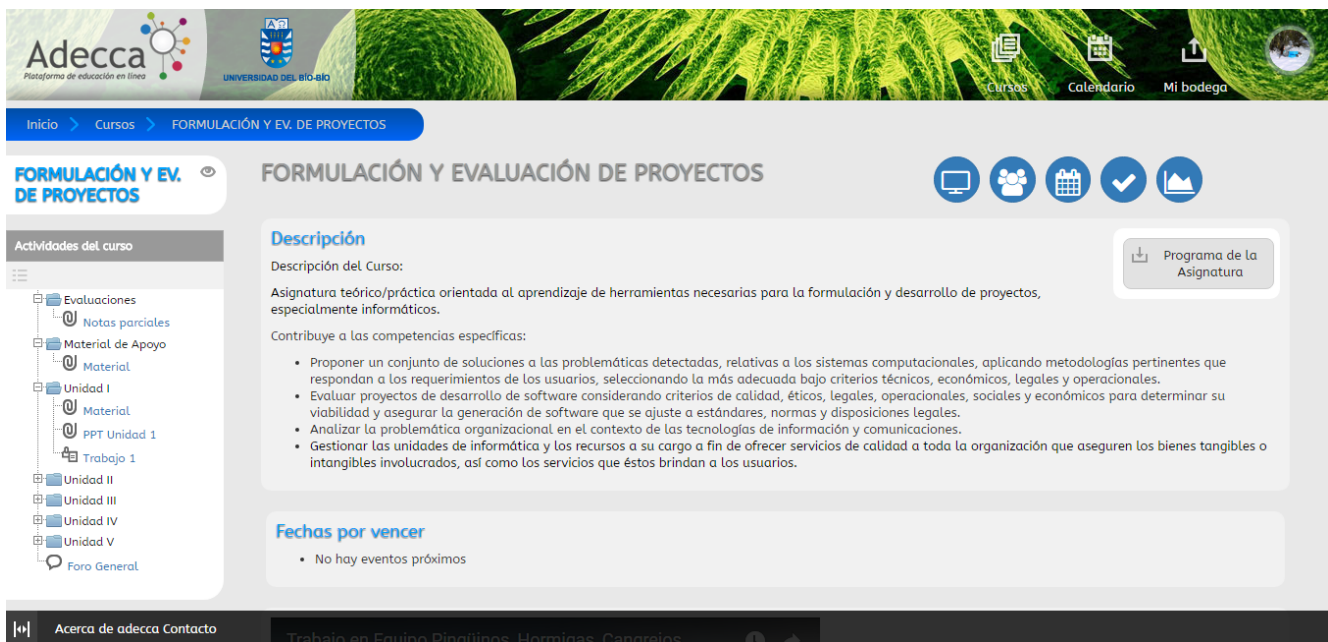 Adecca
Plataforma de educación en línea
UNIVERSIDAD DEL BÍO-BÍO
Cursos
Calendario
Mi bodega
Inicio
Cursos
FORMULACIÓN Y EV. DE PROYECTOS
FORMULACIÓN Y EV.
DE PROYECTOS
Actividades del curso
Evaluaciones
Notas parciales
Material de Apoyo
Material
Unidad I
Material
PPT Unidad 1
Trabajo 1
Unidad II
Unidad III
Unidad IV
Unidad V
Foro General
FORMULACIÓN Y EVALUACIÓN DE PROYECTOS
Descripción
Descripción del Curso:
Asignatura teórico/práctica orientada al aprendizaje de herramientas necesarias para la formulación y desarrollo de proyectos,
especialmente informáticos.
Contribuye a las competencias específicas:
• Proponer un conjunto de soluciones a las problemáticas detectadas, relativas a los sistemas computacionales, aplicando metodologías pertinentes que
respondan a los requerimientos de los usuarios, seleccionando la más adecuada bajo criterios técnicos, económicos, legales y operacionales.
• Evaluar proyectos de desarrollo de software considerando criterios de calidad, éticos, legales, operacionales, sociales y económicos para determinar su
viabilidad y asegurar la generación de software que se ajuste a estándares, normas y disposiciones legales.
• Analizar la problemática organizacional en el contexto de las tecnologías de información y comunicaciones.
• Gestionar las unidades de informática y los recursos a su cargo a fin de ofrecer servicios de calidad a toda la organización que aseguren los bienes tangibles o
intangibles involucrados, así como los servicios que éstos brindan a los usuarios.
Programa de la
Asignatura
Fechas por vencer
• No hay eventos próximos
Acerca de adecca Contacto
Trabajo en Equipo Pingüinos, Hormigas, Cangrejos